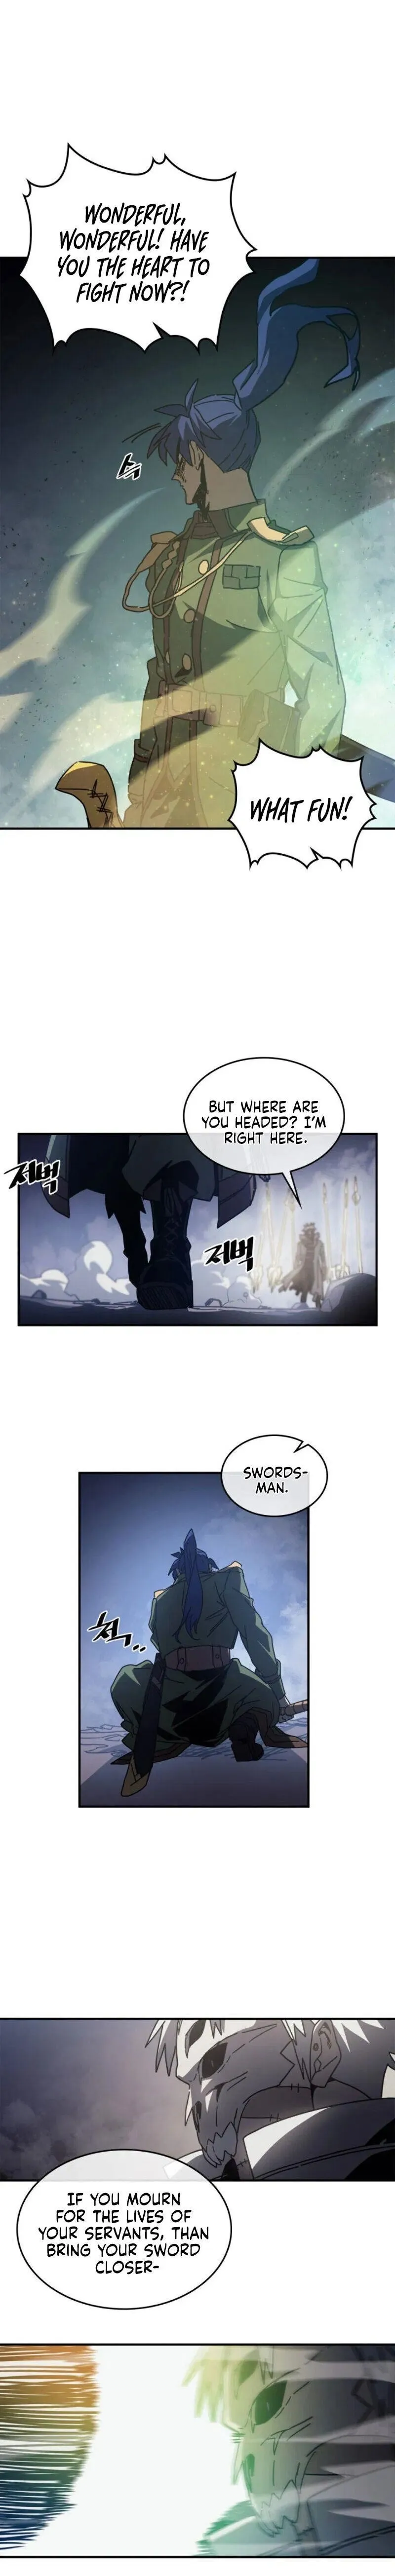 WONDERFUL,
WONDERFUL! HAVE
YOU THE HEART TO
FIGHT NOW?!
촥
WHAT FUN!
BUT WHERE ARE
YOU HEADED? I'M
RIGHT HERE.
저벅
저벅
SWORDS-
MAN.
IF YOU MOURN
FOR THE LIVES OF
YOUR SERVANTS, THAN
BRING YOUR SWORD
CLOSER-